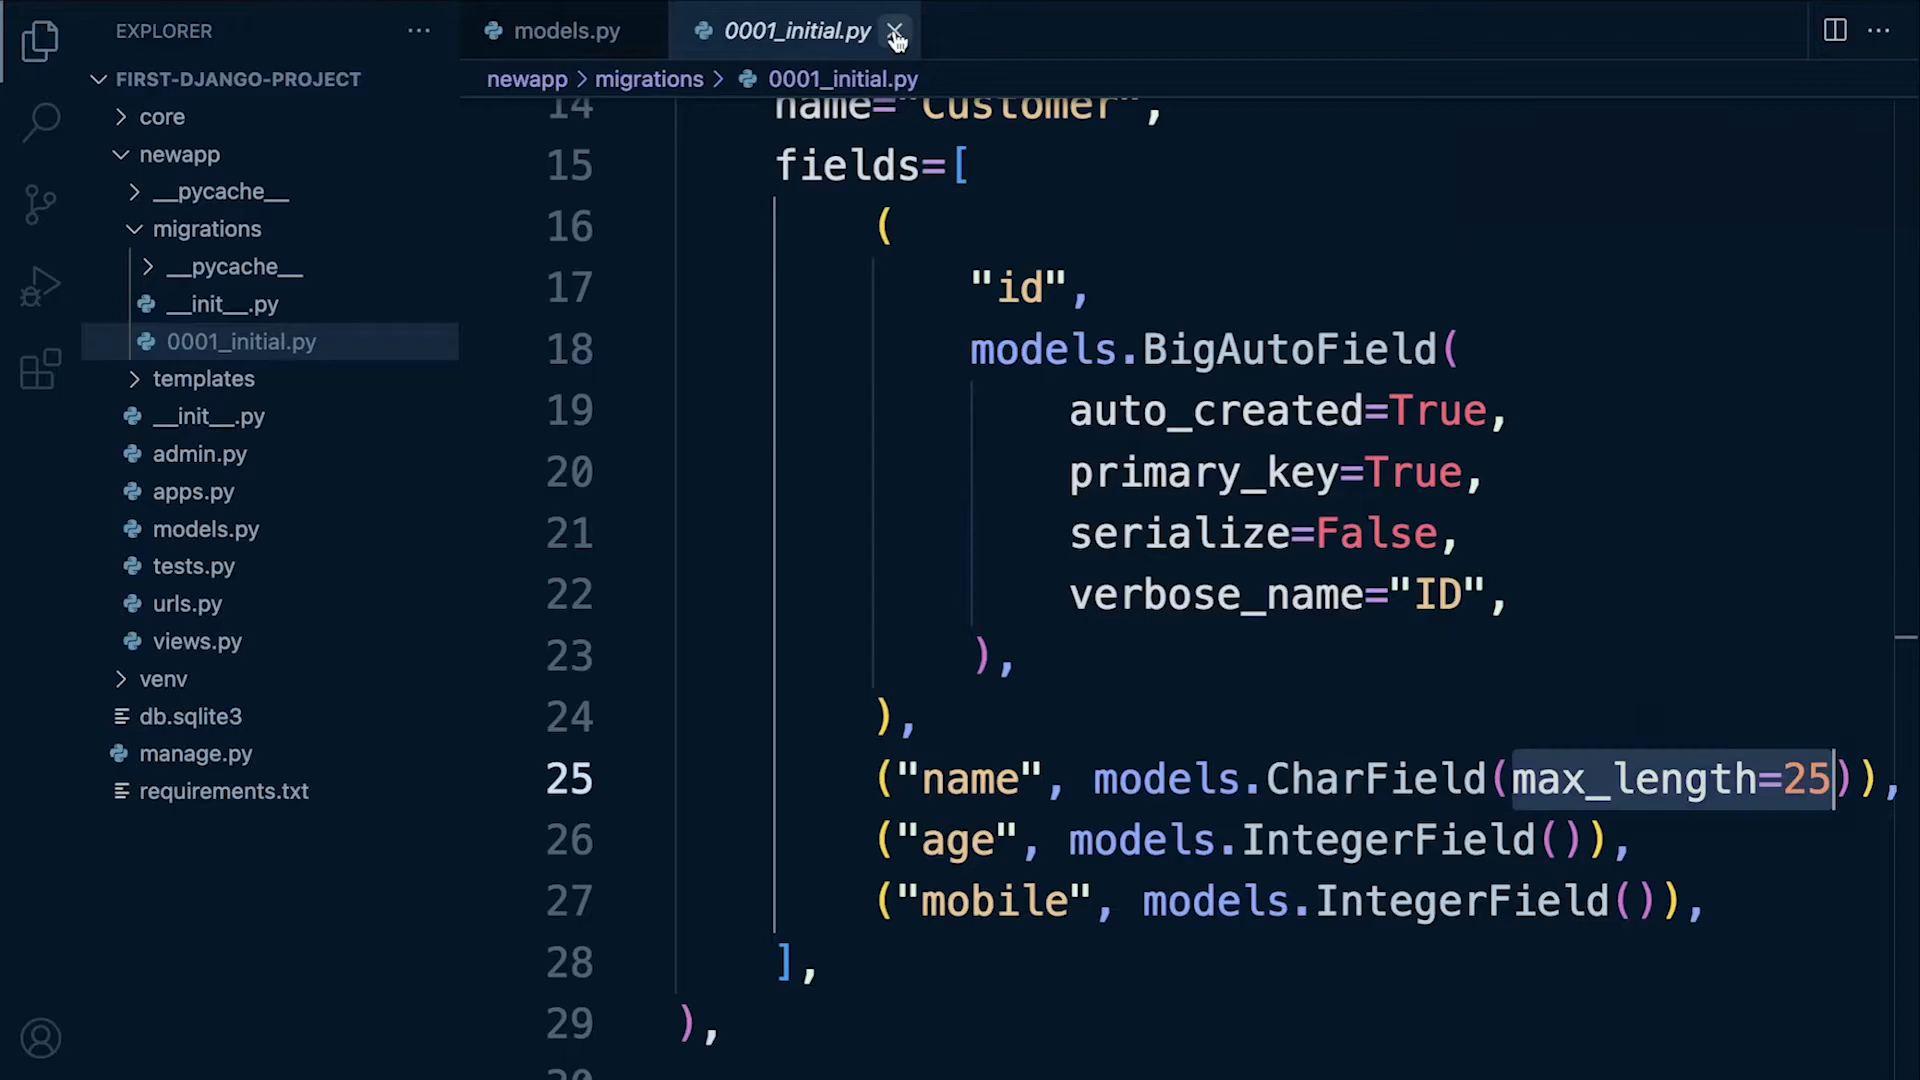 EXPLORER
FIRST-DJANGO-PROJECT
core
newapp
__pycache__
migrations
__pycache__
__init__.py
0001_initial.py
templates
__init__.py
admin.py
apps.py
models.py
tests.py
urls.py
views.py
venv
db.sqlite3
manage.py
requirements.txt
models.py
0001_initial.py
newapp > migrations > 0001_initial.py
14 name="Customer",
15 fields=[
16 (
17 "id",
18 models.BigAutoField(
19 auto_created=True,
20 primary_key=True,
21 serialize=False,
22 verbose_name="ID",
23 ),
24 ),
25 ("name", models.CharField(max_length=25)),
26 ("age", models.IntegerField()),
27 ("mobile", models.IntegerField()),
28 ],
29 ),
30